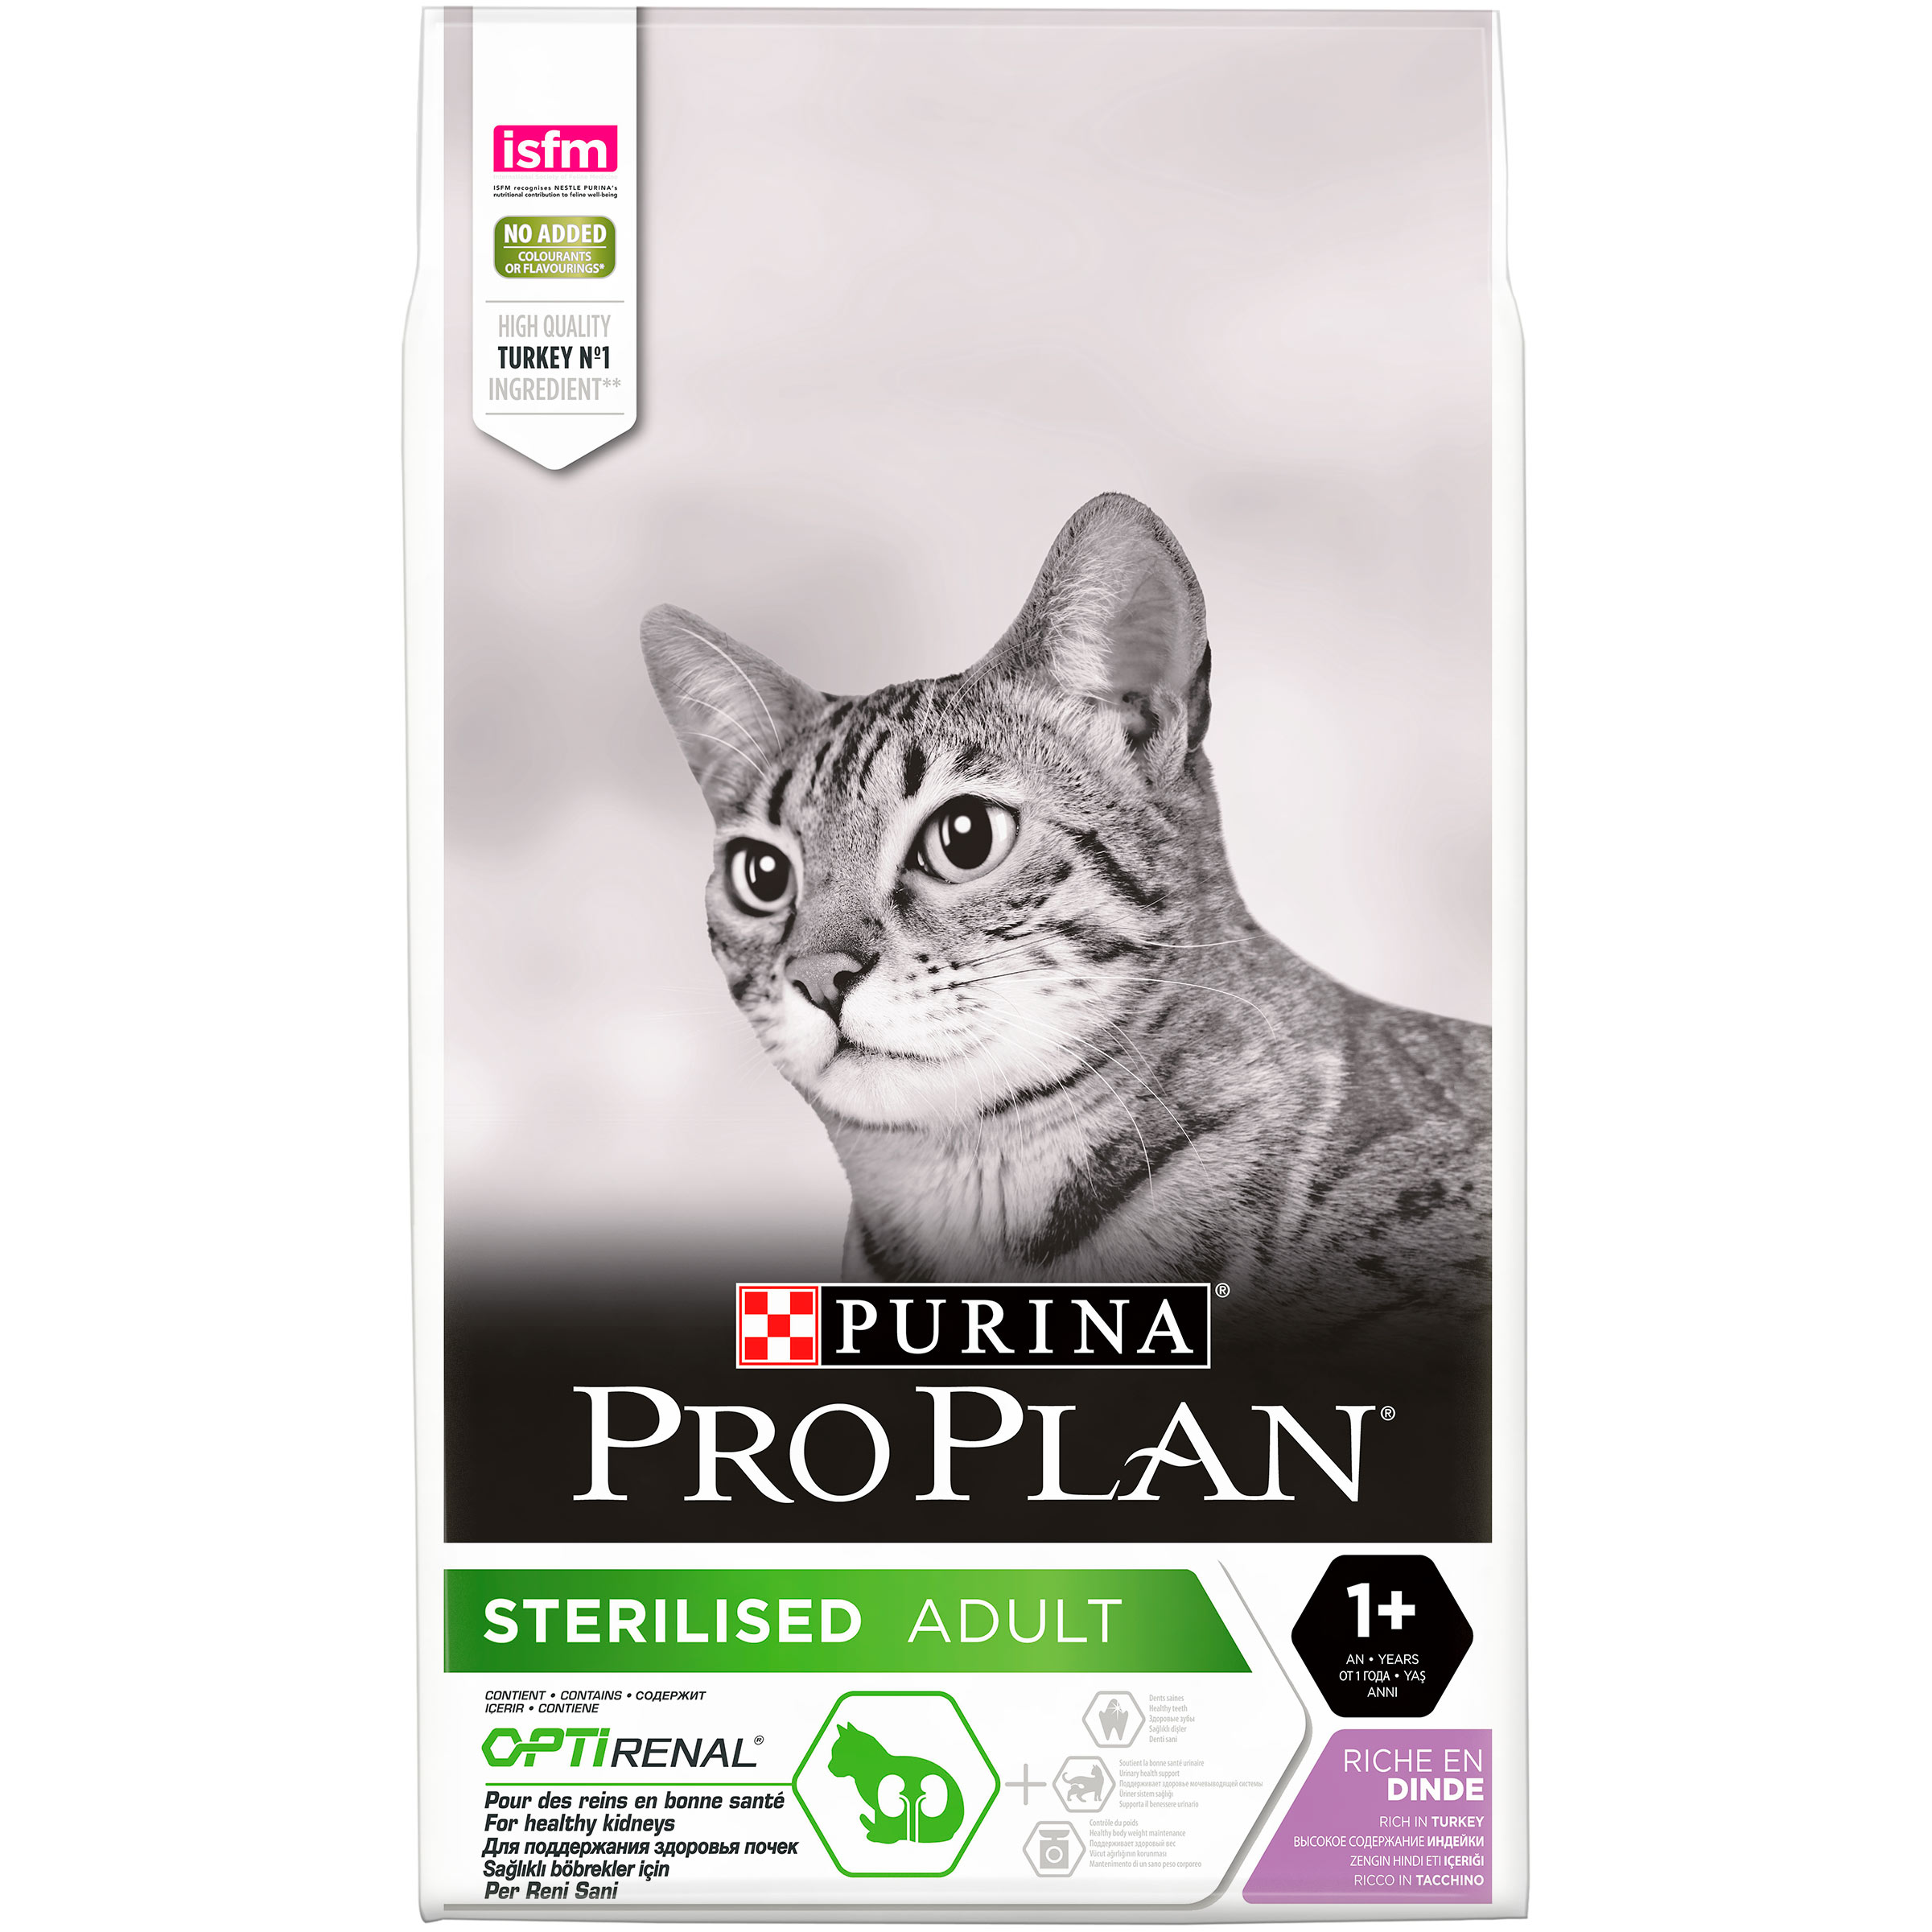 isfm
ISFM recognises NESTLE PURINA's
nutritional contribution to feline well-being
NO ADDED
COLOURANTS
OR FLAVOURINGS*
HIGH QUALITY
TURKEY Nº1
INGREDIENT**
PURINA®
PRO PLAN®
STERILISED ADULT
1+
AN • YEARS
ОТ 1 ГОДА • YAŞ
ANNI
CONTIENT • CONTAINS • СОДЕРЖИТ
İÇERIR • CONTIENE
OPTIRENAL®
Pour des reins en bonne santé
For healthy kidneys
Для поддержания здоровья почек
Sağlıklı böbrekler için
Per Reni Sani
Dents saines
Healthy teeth
Здоровые зубы
Sağlıklı dişler
Denti sani
Soutient la bonne santé urinaire
Urinary health support
Поддерживает здоровье мочевыводящей системы
Üriner sistem sağlığı
Supporta il benessere urinario
Contrôle du poids
Healthy body weight maintenance
Поддерживает здоровый вес
Vücut ağırlığının korunması
Mantenimento di un sano peso corporeo
RICHE EN
DINDE
RICH IN TURKEY
ВЫСОКОЕ СОДЕРЖАНИЕ ИНДЕЙКИ
ZENGIN HINDI ETI IÇERIĞI
RICCO IN TACCHINO